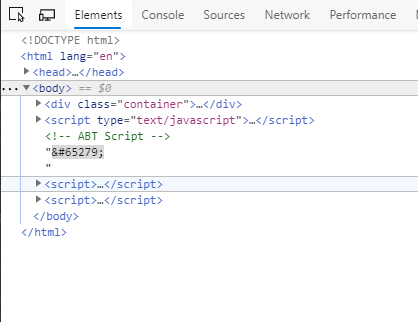 Elements Console Sources Network Performance
<!DOCTYPE html>
<html lang="en">
<head>…</head>
<body> == $0
<div class="container">…</div>
<script type="text/javascript">…</script>
<!-- ABT Script -->
"&#65279;
"
<script>…</script>
<script>…</script>
</body>
</html>